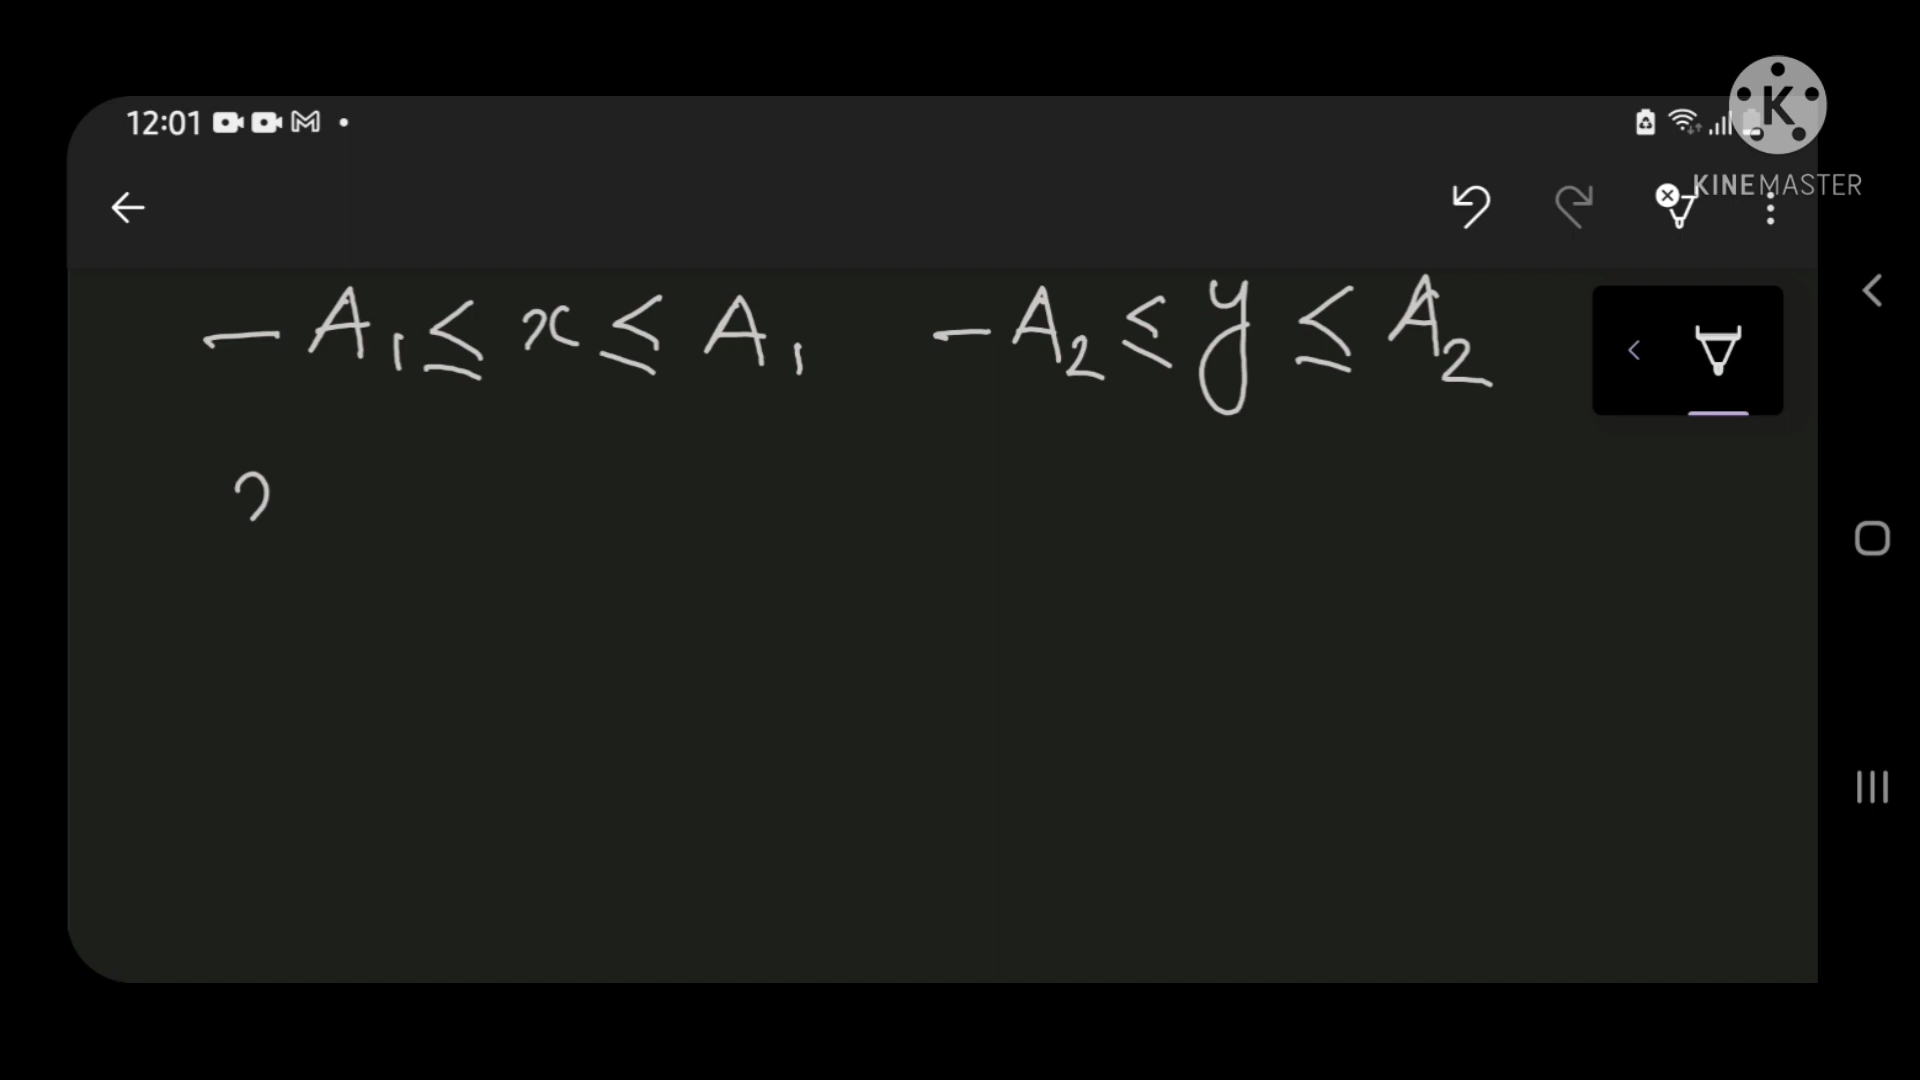 12:01
KINEMASTER
- A₁ ≤ x ≤ A₁ - A₂ ≤ y ≤ A₂